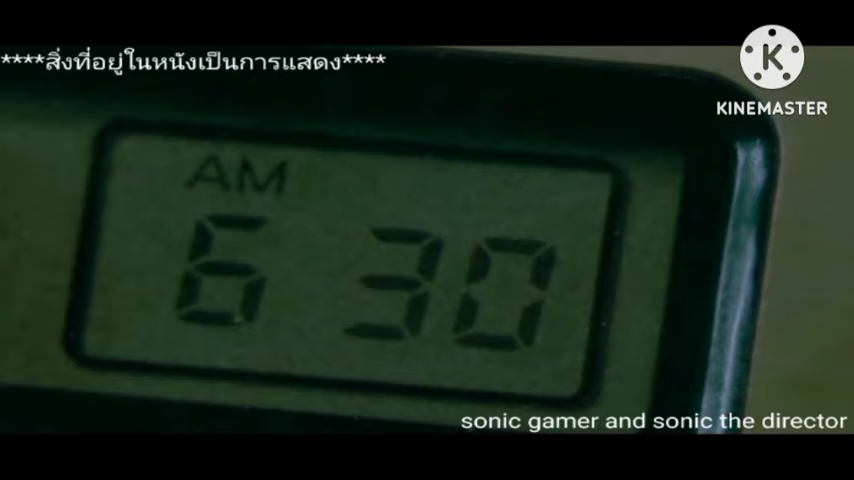 ****สิ่งที่อยู่ในหนังเป็นการแสดง****
K
KINEMASTER
AM
6 30
sonic gamer and sonic the director